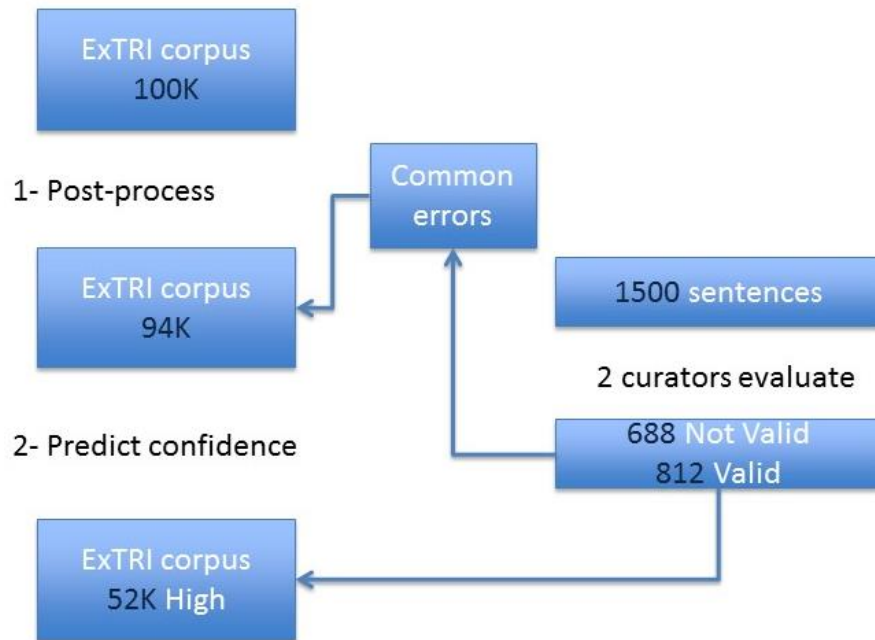 ExTRI corpus
100K
1- Post-process
Common
errors
ExTRI corpus
94K
1500 sentences
2 curators evaluate
688 Not Valid
812 Valid
2- Predict confidence
ExTRI corpus
52K High